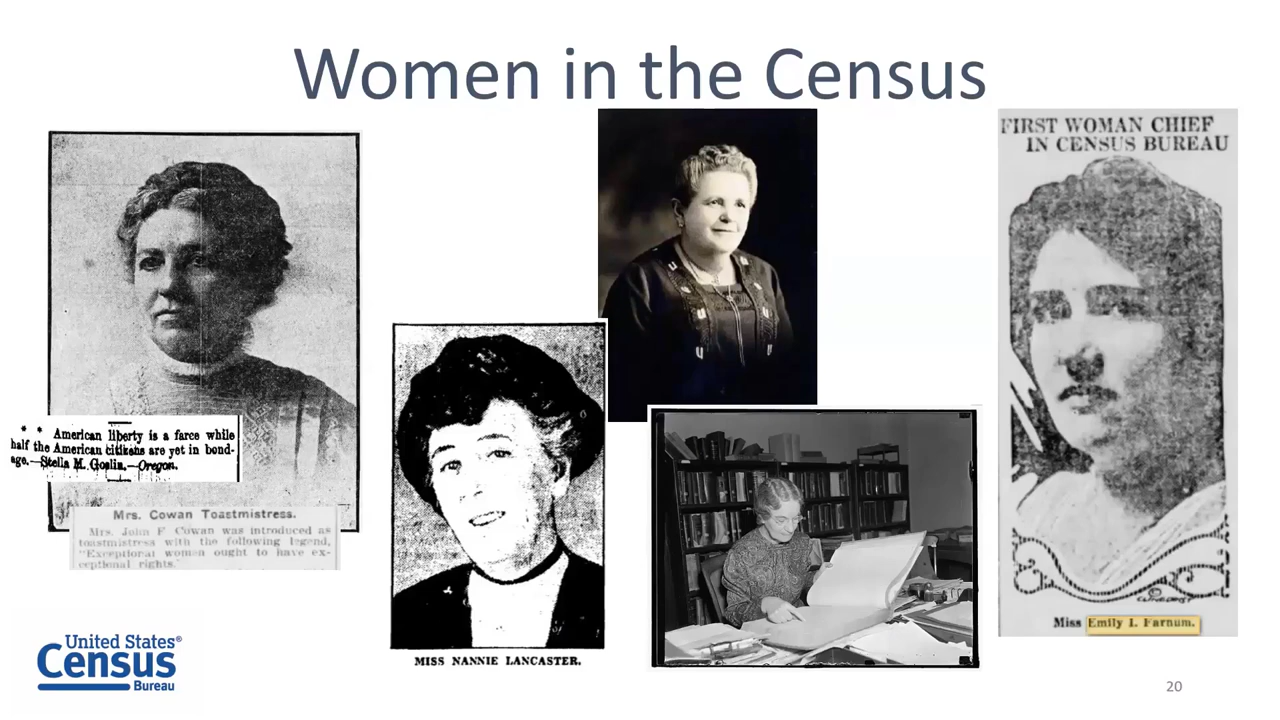 Women in the Census
* * American liberty is a farce while
half the American citizens are yet in bond-
age.—Stella M. Goslin.—Oregon.
Mrs. Cowan Toastmistress.
Mrs. John F Cowan was introduced as
toastmistress with the following legend,
"Exceptional women ought to have ex-
ceptional rights."
MISS NANNIE LANCASTER.
FIRST WOMAN CHIEF
IN CENSUS BUREAU
Miss Emily I. Farnum.
United States®
Census
Bureau
20